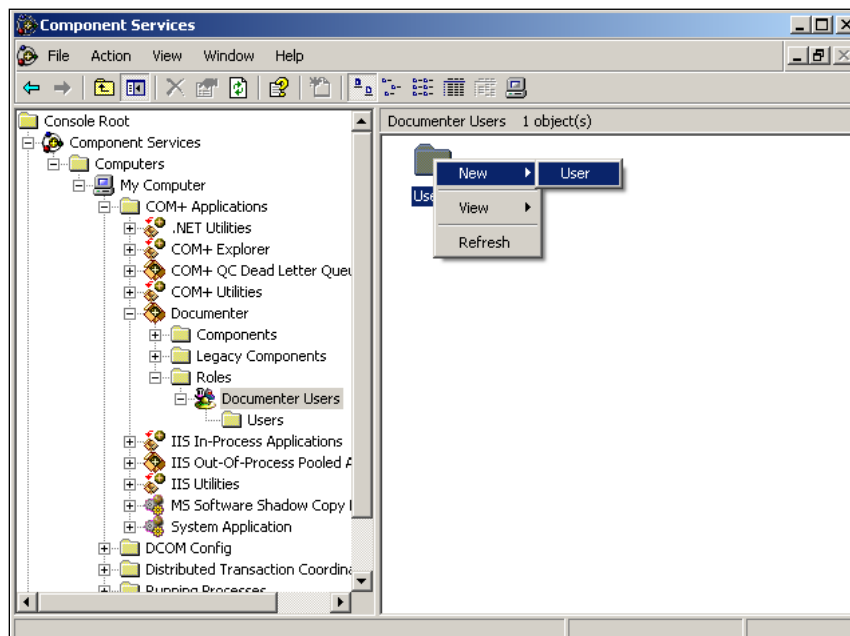 Component Services
File Action View Window Help
Console Root
Component Services
Computers
My Computer
COM+ Applications
.NET Utilities
COM+ Explorer
COM+ QC Dead Letter Queu
COM+ Utilities
Documenter
Components
Legacy Components
Roles
Documenter Users
Users
IIS In-Process Applications
IIS Out-Of-Process Pooled A
IIS Utilities
MS Software Shadow Copy
System Application
DCOM Config
Distributed Transaction Coordina
Running Processes
Documenter Users 1 object(s)
Use
New
User
View
Refresh